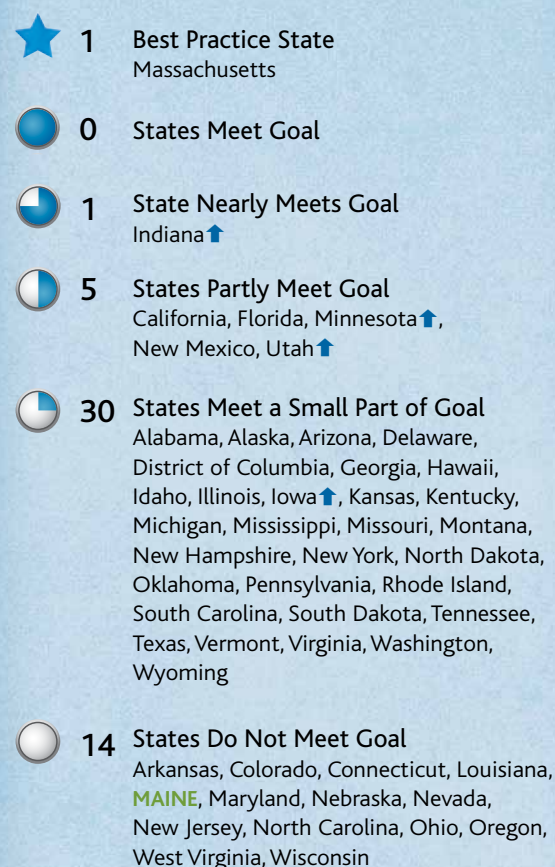 1 Best Practice State
Massachusetts
0 States Meet Goal
1 State Nearly Meets Goal
Indiana⬆
5 States Partly Meet Goal
California, Florida, Minnesota⬆,
New Mexico, Utah⬆
30 States Meet a Small Part of Goal
Alabama, Alaska, Arizona, Delaware,
District of Columbia, Georgia, Hawaii,
Idaho, Illinois, Iowa⬆, Kansas, Kentucky,
Michigan, Mississippi, Missouri, Montana,
New Hampshire, New York, North Dakota,
Oklahoma, Pennsylvania, Rhode Island,
South Carolina, South Dakota, Tennessee,
Texas, Vermont, Virginia, Washington,
Wyoming
14 States Do Not Meet Goal
Arkansas, Colorado, Connecticut, Louisiana,
MAINE, Maryland, Nebraska, Nevada,
New Jersey, North Carolina, Ohio, Oregon,
West Virginia, Wisconsin